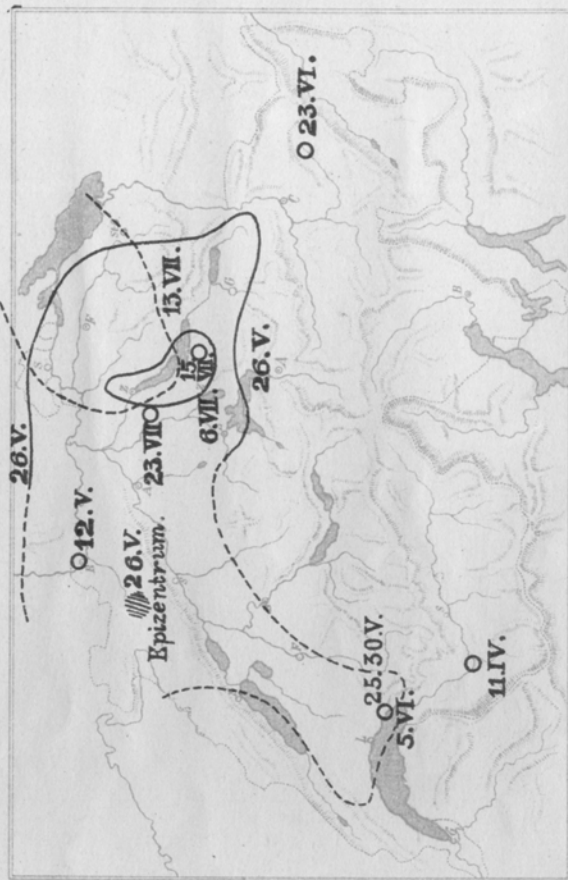 26.V.
12.V.
26.V.
Epizentrum.
23.VII
13.VII.
15.
VII.
6.VII.
26.V.
23.VI.
25.30.V.
5.VI.
11.IV.